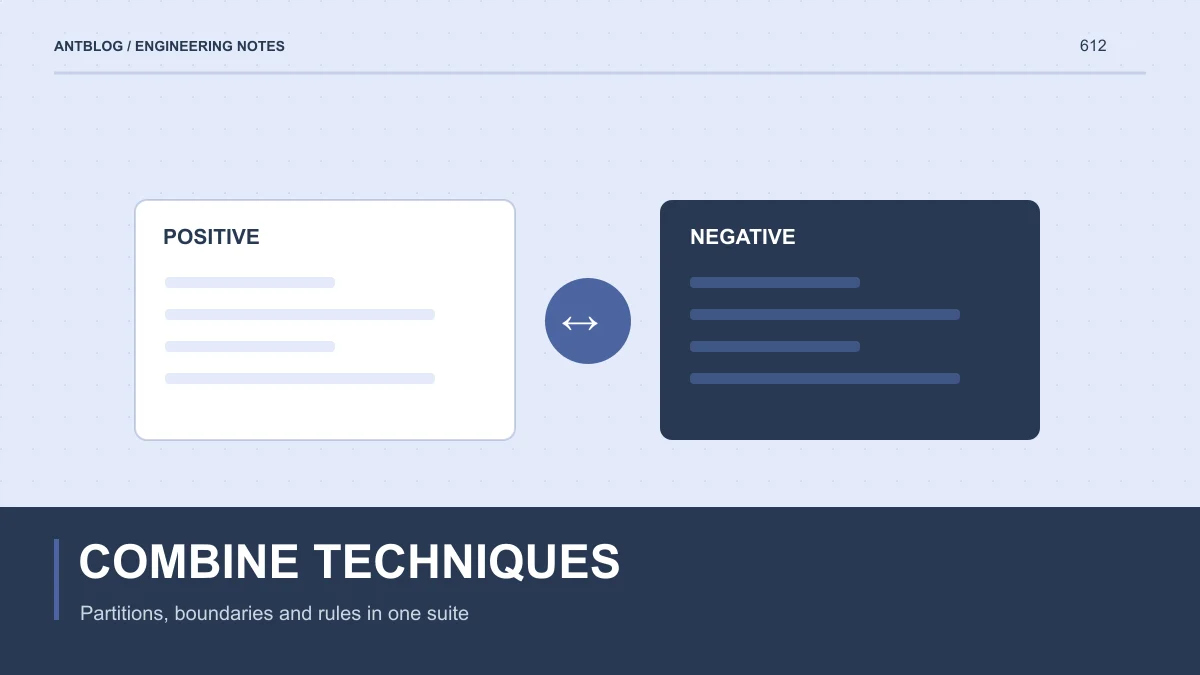 ANTBLOG / ENGINEERING NOTES
612
POSITIVE
NEGATIVE
↔
COMBINE TECHNIQUES
Partitions, boundaries and rules in one suite